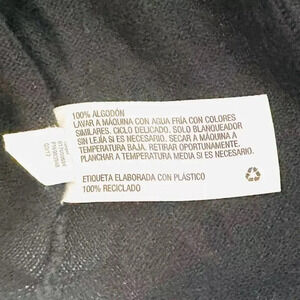 100% ALGODÓN
LAVAR A MÁQUINA CON AGUA FRÍA CON COLORES
SIMILARES. CICLO DELICADO. SOLO BLANQUEADOR
SIN LEJÍA SI ES NECESARIO. SECAR A MÁQUINA A
TEMPERATURA BAJA. RETIRAR OPORTUNAMENTE.
PLANCHAR A TEMPERATURA MEDIA SI ES NECESARIO.
ETIQUETA ELABORADA CON PLÁSTICO
100% RECICLADO